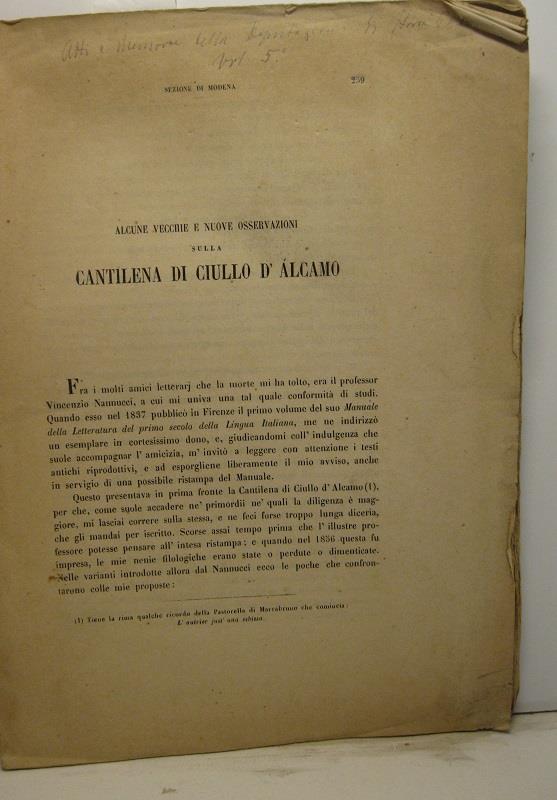 Atti e Memorie della Deputazione di Storia
Vol 5°
SEZIONE DI MODENA 259
ALCUNE VECCHIE E NUOVE OSSERVAZIONI
SULLA
CANTILENA DI CIULLO D' ALCAMO
Fra i molti amici letterarj che la morte mi ha tolto, era il professor
Vincenzio Nannucci, a cui mi univa una tal quale conformità di studi.
Quando esso nel 1837 pubblicò in Firenze il primo volume del suo Manuale
della Letteratura del primo secolo della Lingua Italiana, me ne indirizzò
un esemplare in cortesissimo dono, e, giudicandomi coll' indulgenza che
suole accompagnar l' amicizia, m' invitò a leggere con attenzione i testi
antichi riprodottivi, e ad esporgliene liberamente il mio avviso, anche
in servigio di una possibile ristampa del Manuale.
Questo presentava in prima fronte la Cantilena di Ciullo d' Alcamo (1),
per che, come suole accadere ne' primordii ne' quali la diligenza è mag-
giore, mi lasciai correre sulla stessa, e ne feci forse troppo lunga diceria,
che gli mandai per iscritto. Scorse assai tempo prima che l' illustre pro-
fessore potesse pensare all' intesa ristampa; e quando nel 1856 questa fu
impresa, le mie nenie filologiche erano state o perdute o dimenticate.
Nelle varianti introdotte allora dal Nannucci ecco le poche che confron-
tarono colle mie proposte:
(1) Tiene la rima qualche ricordo della Pastorella di Marcabruno che comincia:
L' autrier just' una sebissa.